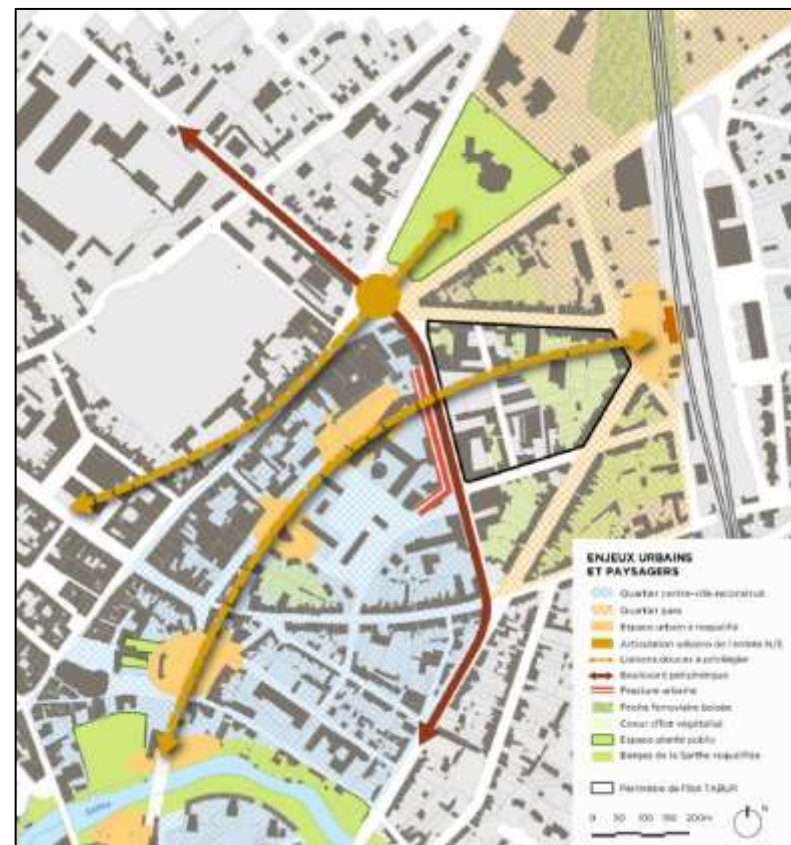 Sarthe
ENJEUX URBAINS
ET PAYSAGERS
Quartier centre-ville reconstruit
Quartier gare
Espace urbain à requalifier
Articulation urbaine de l'entrée N/E
Liaisons douces à privilégier
Boulevard périphérique
Fracture urbaine
Friche ferroviaire boisée
Cœur d'îlot végétalisé
Espace planté public
Berges de la Sarthe requalifiées
Périmètre de l'îlot TABUR
0 50 100 150 200m
N